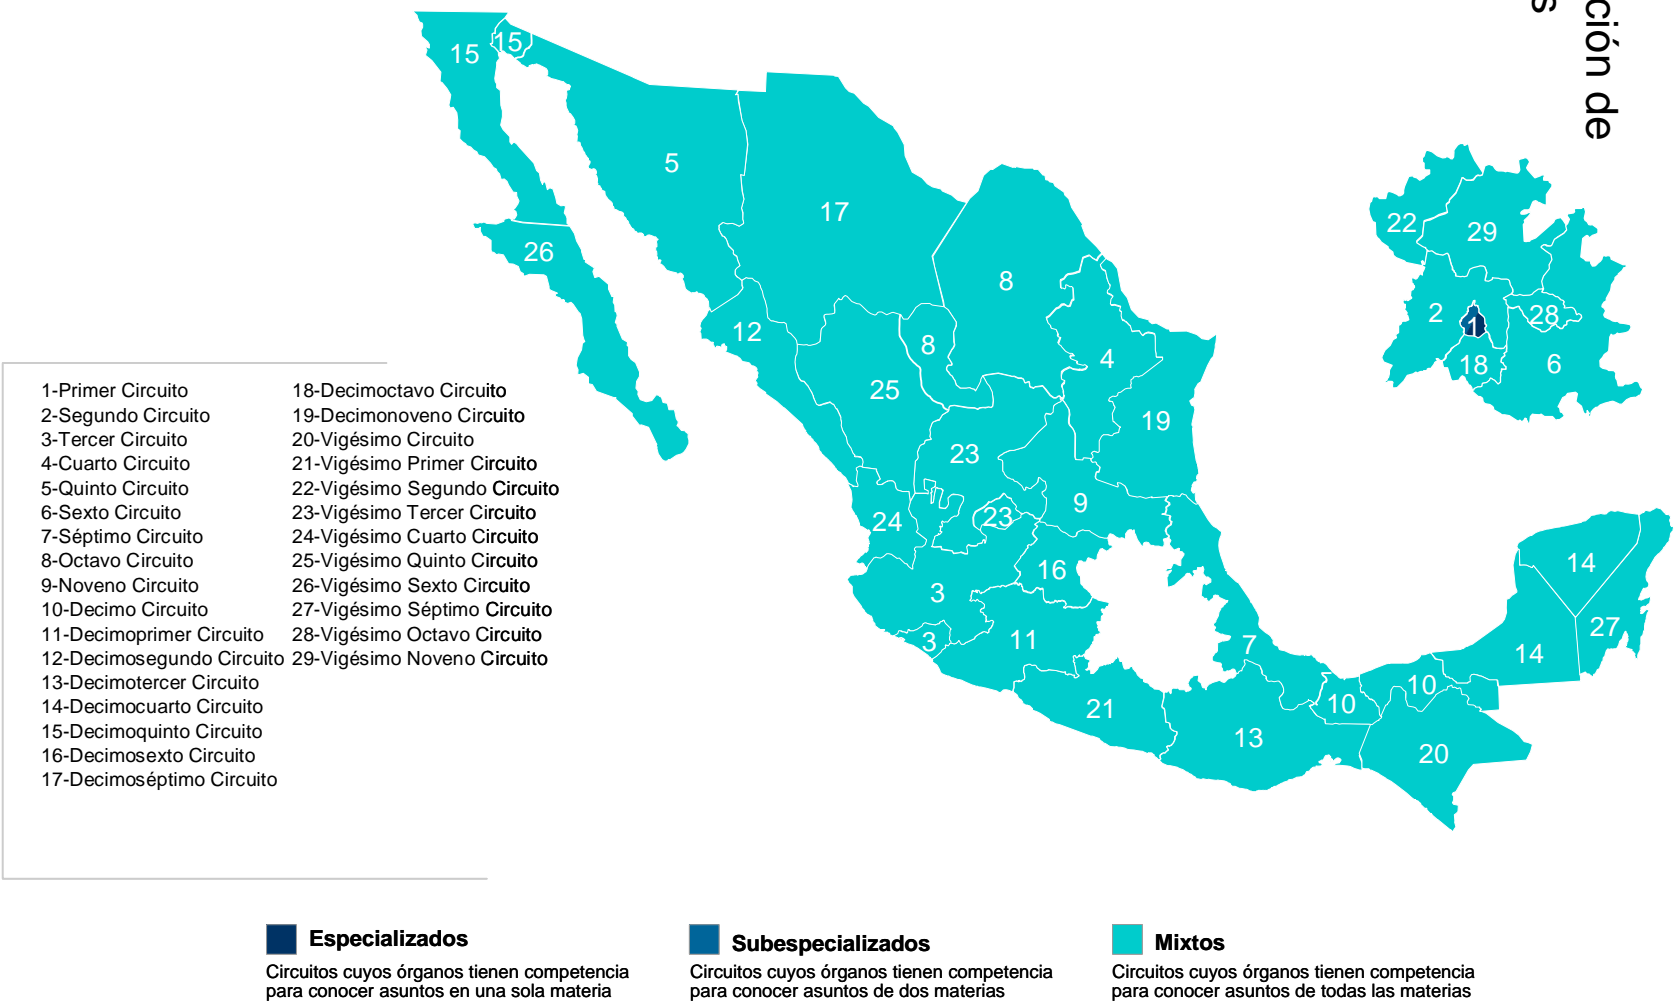 ción de
s
15
15
5
17
22
29
26
8
2
1
28
12
8
4
18
6
25
19
23
9
24
23
16
14
3
27
3
11
7
14
10
10
21
13
20
1-Primer Circuito
2-Segundo Circuito
3-Tercer Circuito
4-Cuarto Circuito
5-Quinto Circuito
6-Sexto Circuito
7-Séptimo Circuito
8-Octavo Circuito
9-Noveno Circuito
10-Decimo Circuito
11-Decimoprimer Circuito
12-Decimosegundo Circuito
13-Decimotercer Circuito
14-Decimocuarto Circuito
15-Decimoquinto Circuito
16-Decimosexto Circuito
17-Decimoséptimo Circuito
18-Decimoctavo Circuito
19-Decimonoveno Circuito
20-Vigésimo Circuito
21-Vigésimo Primer Circuito
22-Vigésimo Segundo Circuito
23-Vigésimo Tercer Circuito
24-Vigésimo Cuarto Circuito
25-Vigésimo Quinto Circuito
26-Vigésimo Sexto Circuito
27-Vigésimo Séptimo Circuito
28-Vigésimo Octavo Circuito
29-Vigésimo Noveno Circuito
Especializados
Circuitos cuyos órganos tienen competencia
para conocer asuntos en una sola materia
Subespecializados
Circuitos cuyos órganos tienen competencia
para conocer asuntos de dos materias
Mixtos
Circuitos cuyos órganos tienen competencia
para conocer asuntos de todas las materias